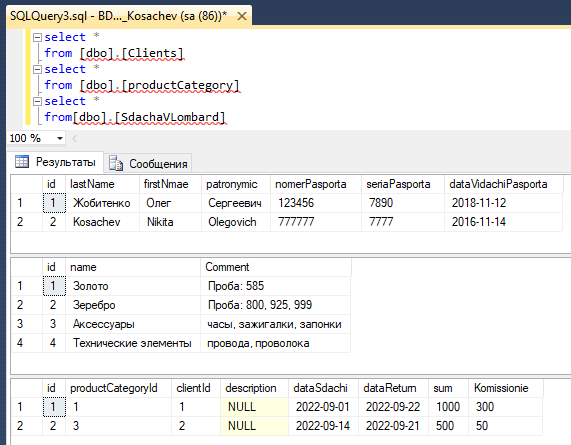 SQLQuery3.sql - BD..._Kosachev (sa (86))*
select *
from [dbo].[Clients]
select *
from [dbo].[productCategory]
select *
from[dbo].[SdachaVLombard]
100 %
Результаты Сообщения
id lastName firstNmae patronymic nomerPasporta seriaPasporta dataVidachiPasporta
1 1 Жобитенко Олег Сергеевич 123456 7890 2018-11-12
2 2 Kosachev Nikita Olegovich 777777 7777 2016-11-14
id name Comment
1 1 Золото Проба: 585
2 2 Зеребро Проба: 800, 925, 999
3 3 Аксессуары часы, зажигалки, запонки
4 4 Технические элементы провода, проволока
id productCategoryId clientId description dataSdachi dataReturn sum Komissionie
1 1 1 1 NULL 2022-09-01 2022-09-22 1000 300
2 2 3 2 NULL 2022-09-14 2022-09-21 500 50